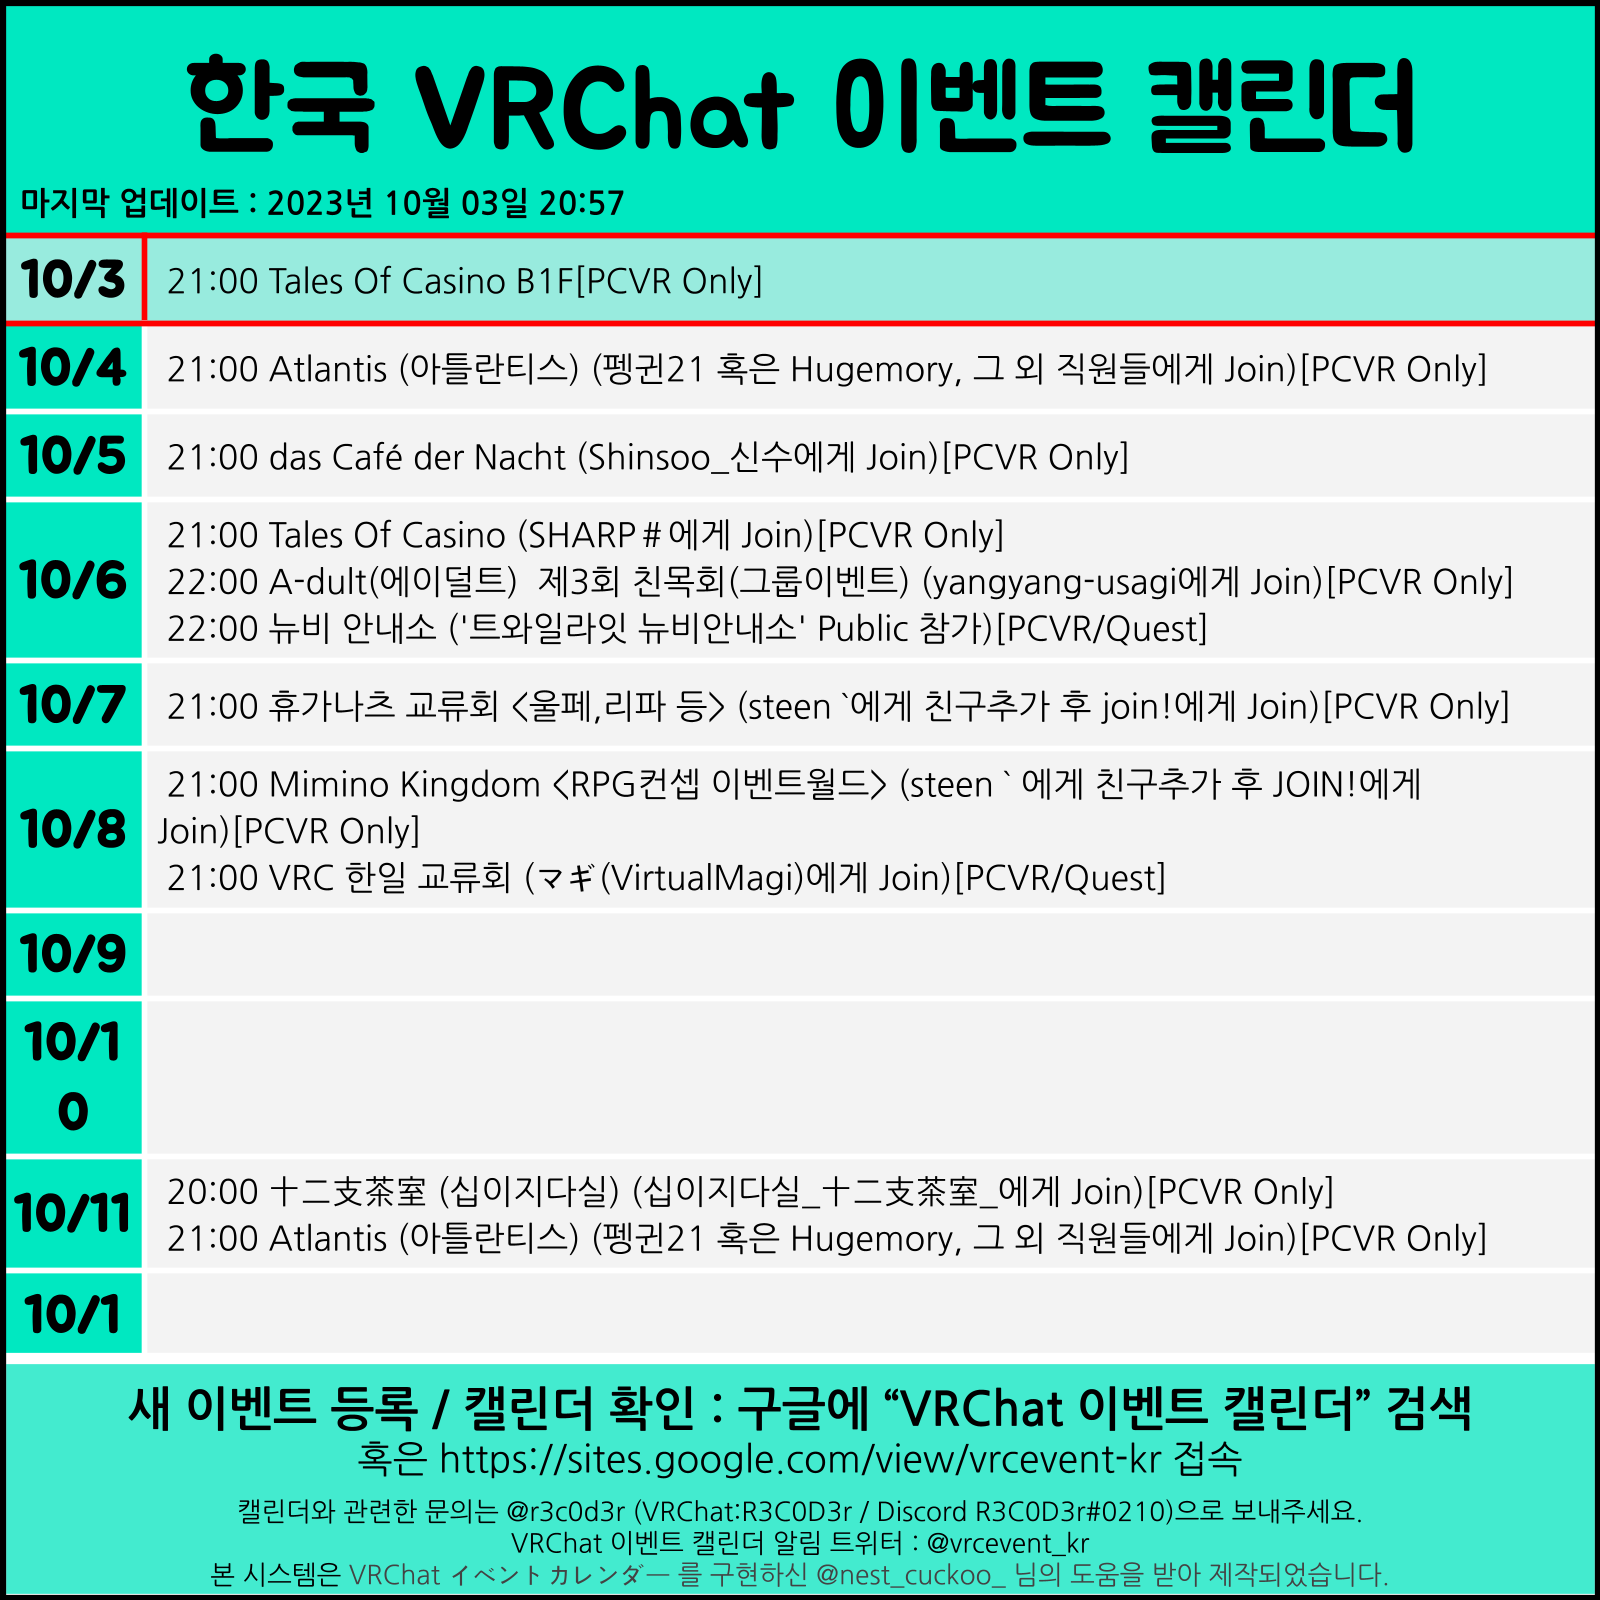 한국 VRChat 이벤트 캘린더
마지막 업데이트 : 2023년 10월 03일 20:57
10/3
21:00 Tales Of Casino B1F[PCVR Only]
10/4
21:00 Atlantis (아틀란티스) (펭귄21 혹은 Hugemory, 그 외 직원들에게 Join)[PCVR Only]
10/5
21:00 das Café der Nacht (Shinsoo_신수에게 Join)[PCVR Only]
10/6
21:00 Tales Of Casino (SHARP＃에게 Join)[PCVR Only]
22:00 A-dult(에이덜트)  제3회 친목회(그룹이벤트) (yangyang-usagi에게 Join)[PCVR Only]
22:00 뉴비 안내소 ('트와일라잇 뉴비안내소' Public 참가)[PCVR/Quest]
10/7
21:00 휴가나츠 교류회 <울페,리파 등> (steen `에게 친구추가 후 join!에게 Join)[PCVR Only]
10/8
21:00 Mimino Kingdom <RPG컨셉 이벤트월드> (steen ` 에게 친구추가 후 JOIN!에게
Join)[PCVR Only]
21:00 VRC 한일 교류회 (マギ(VirtualMagi)에게 Join)[PCVR/Quest]
10/9
10/1
0
10/11
20:00 十二支茶室 (십이지다실) (십이지다실_十二支茶室_에게 Join)[PCVR Only]
21:00 Atlantis (아틀란티스) (펭귄21 혹은 Hugemory, 그 외 직원들에게 Join)[PCVR Only]
10/1
새 이벤트 등록 / 캘린더 확인 : 구글에 “VRChat 이벤트 캘린더” 검색
혹은 https://sites.google.com/view/vrcevent-kr 접속
캘린더와 관련한 문의는 @r3c0d3r (VRChat:R3C0D3r / Discord R3C0D3r#0210)으로 보내주세요.
VRChat 이벤트 캘린더 알림 트위터 : @vrcevent_kr
본 시스템은 VRChat イベントカレンダー 를 구현하신 @nest_cuckoo_ 님의 도움을 받아 제작되었습니다.